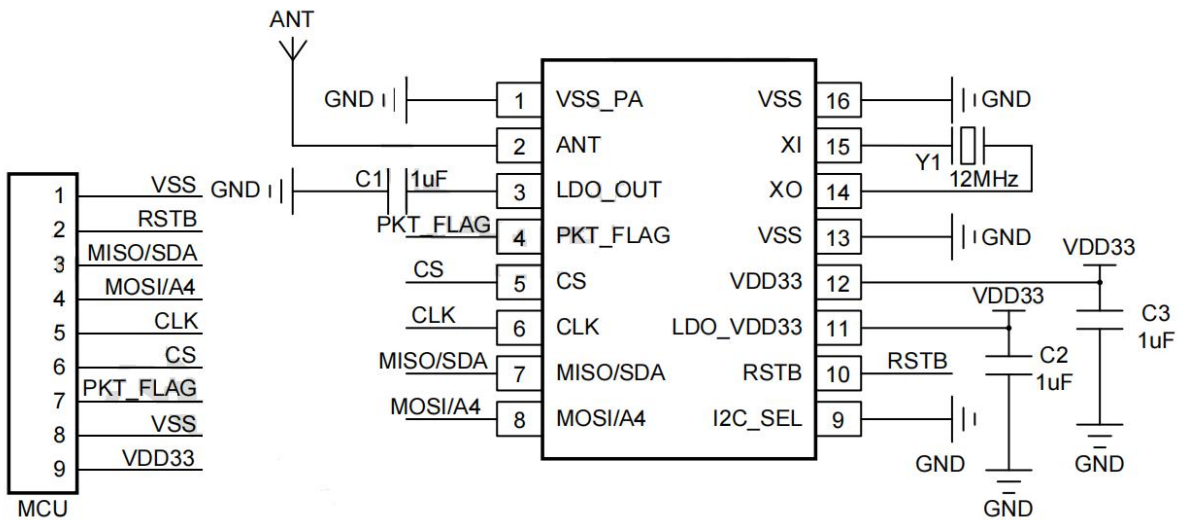 ANT
GND 1 VSS_PA VSS 16 GND
2 ANT XI 15 Y1 12MHz
GND C1 1uF 3 LDO_OUT XO 14
PKT_FLAG 4 PKT_FLAG VSS 13 GND
CS 5 CS VDD33 12 VDD33
CLK 6 CLK LDO_VDD33 11 VDD33
MISO/SDA 7 MISO/SDA RSTB 10 RSTB
MOSI/A4 8 MOSI/A4 I2C_SEL 9 GND
C3
1uF
GND
C2
1uF
GND
1 VSS
2 RSTB
3 MISO/SDA
4 MOSI/A4
5 CLK
6 CS
7 PKT_FLAG
8 VSS
9 VDD33
MCU